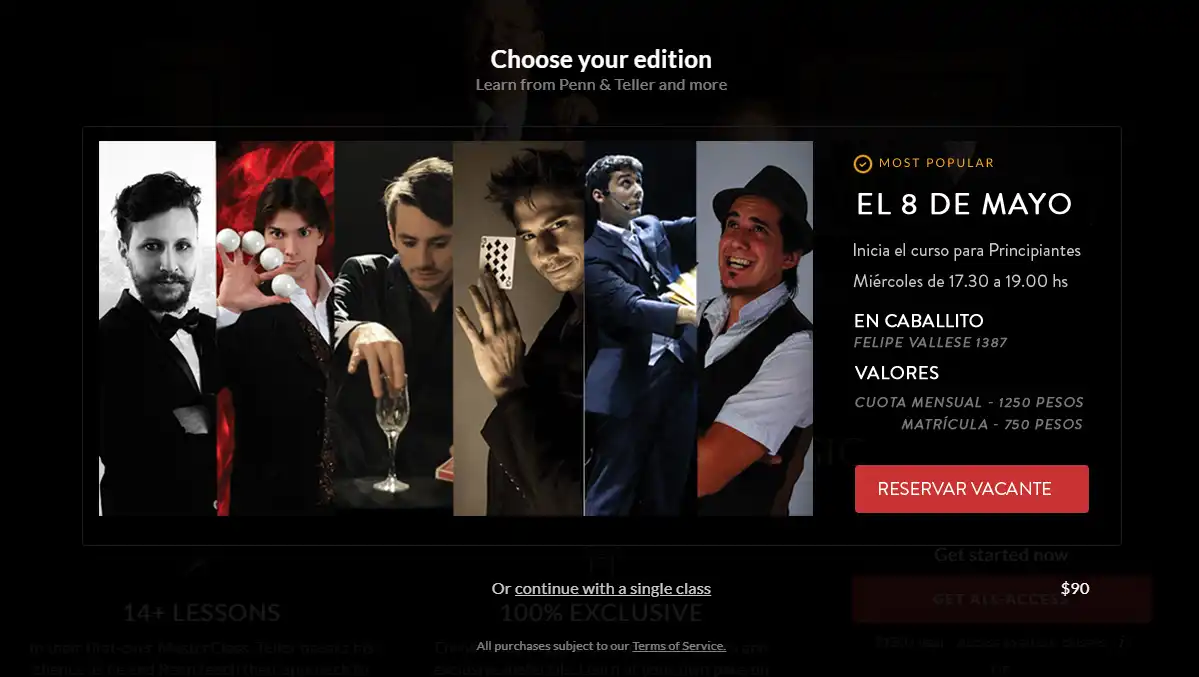 Choose your edition
Learn from Penn & Teller and more
MOST POPULAR
EL 8 DE MAYO
Inicia el curso para Principiantes
Miércoles de 17.30 a 19.00 hs
EN CABALLITO
FELIPE VALLESE 1387
VALORES
CUOTA MENSUAL - 1250 PESOS
MATRÍCULA - 750 PESOS
RESERVAR VACANTE
Get started now
Or continue with a single class
$90
GET ALL-ACCESS
14+ LESSONS
100% EXCLUSIVE
All purchases subject to our Terms of Service.